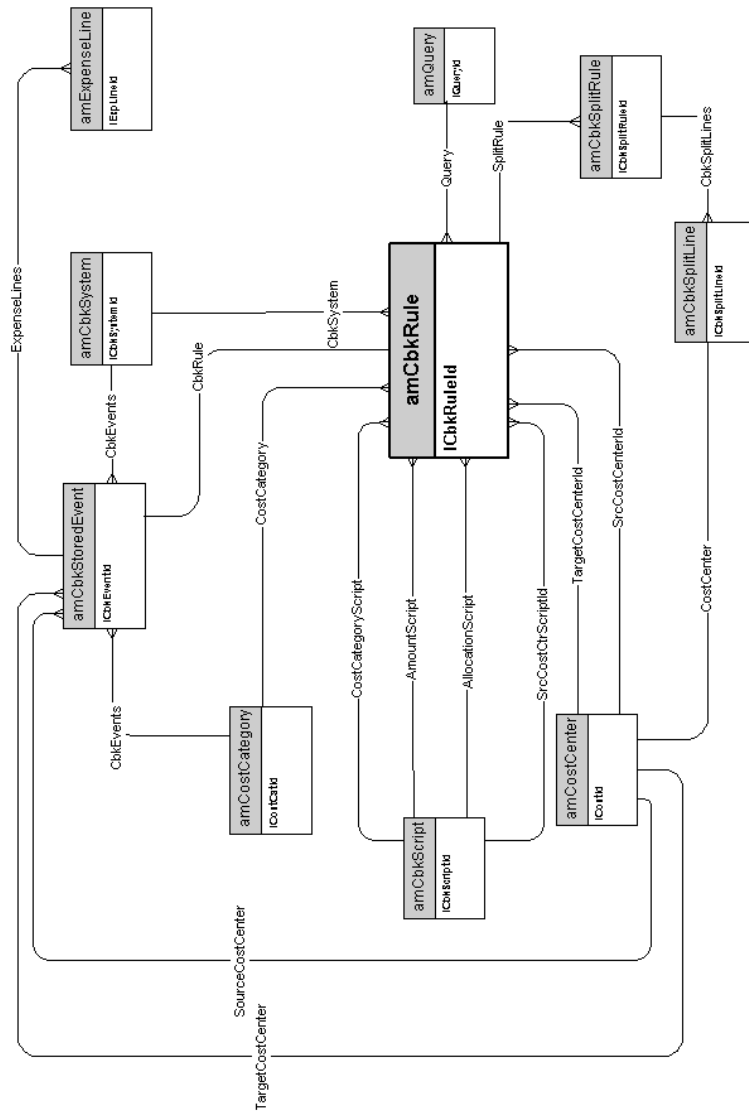 amExpenseLine
lExpLineId
amQuery
lQueryId
amCbkSplitRule
lCbkSplitRuleId
ExpenseLines
Query
SplitRule
CbkSplitLines
amCbkSystem
lCbkSystemId
amCbkSplitLine
lCbkSplitLineId
CbkSystem
amCbkRule
lCbkRuleId
CbkRule
CbkEvents
CostCategory
amCbkStoredEvent
lCbkEventId
CostCategoryScript
AmountScript
AllocationScript
SrcCostCtrScriptId
TargetCostCenterId
SrcCostCenterId
CostCenter
CbkEvents
amCostCategory
lCostCatId
amCbkScript
lCbkScriptId
amCostCenter
lCostId
SourceCostCenter
TargetCostCenter